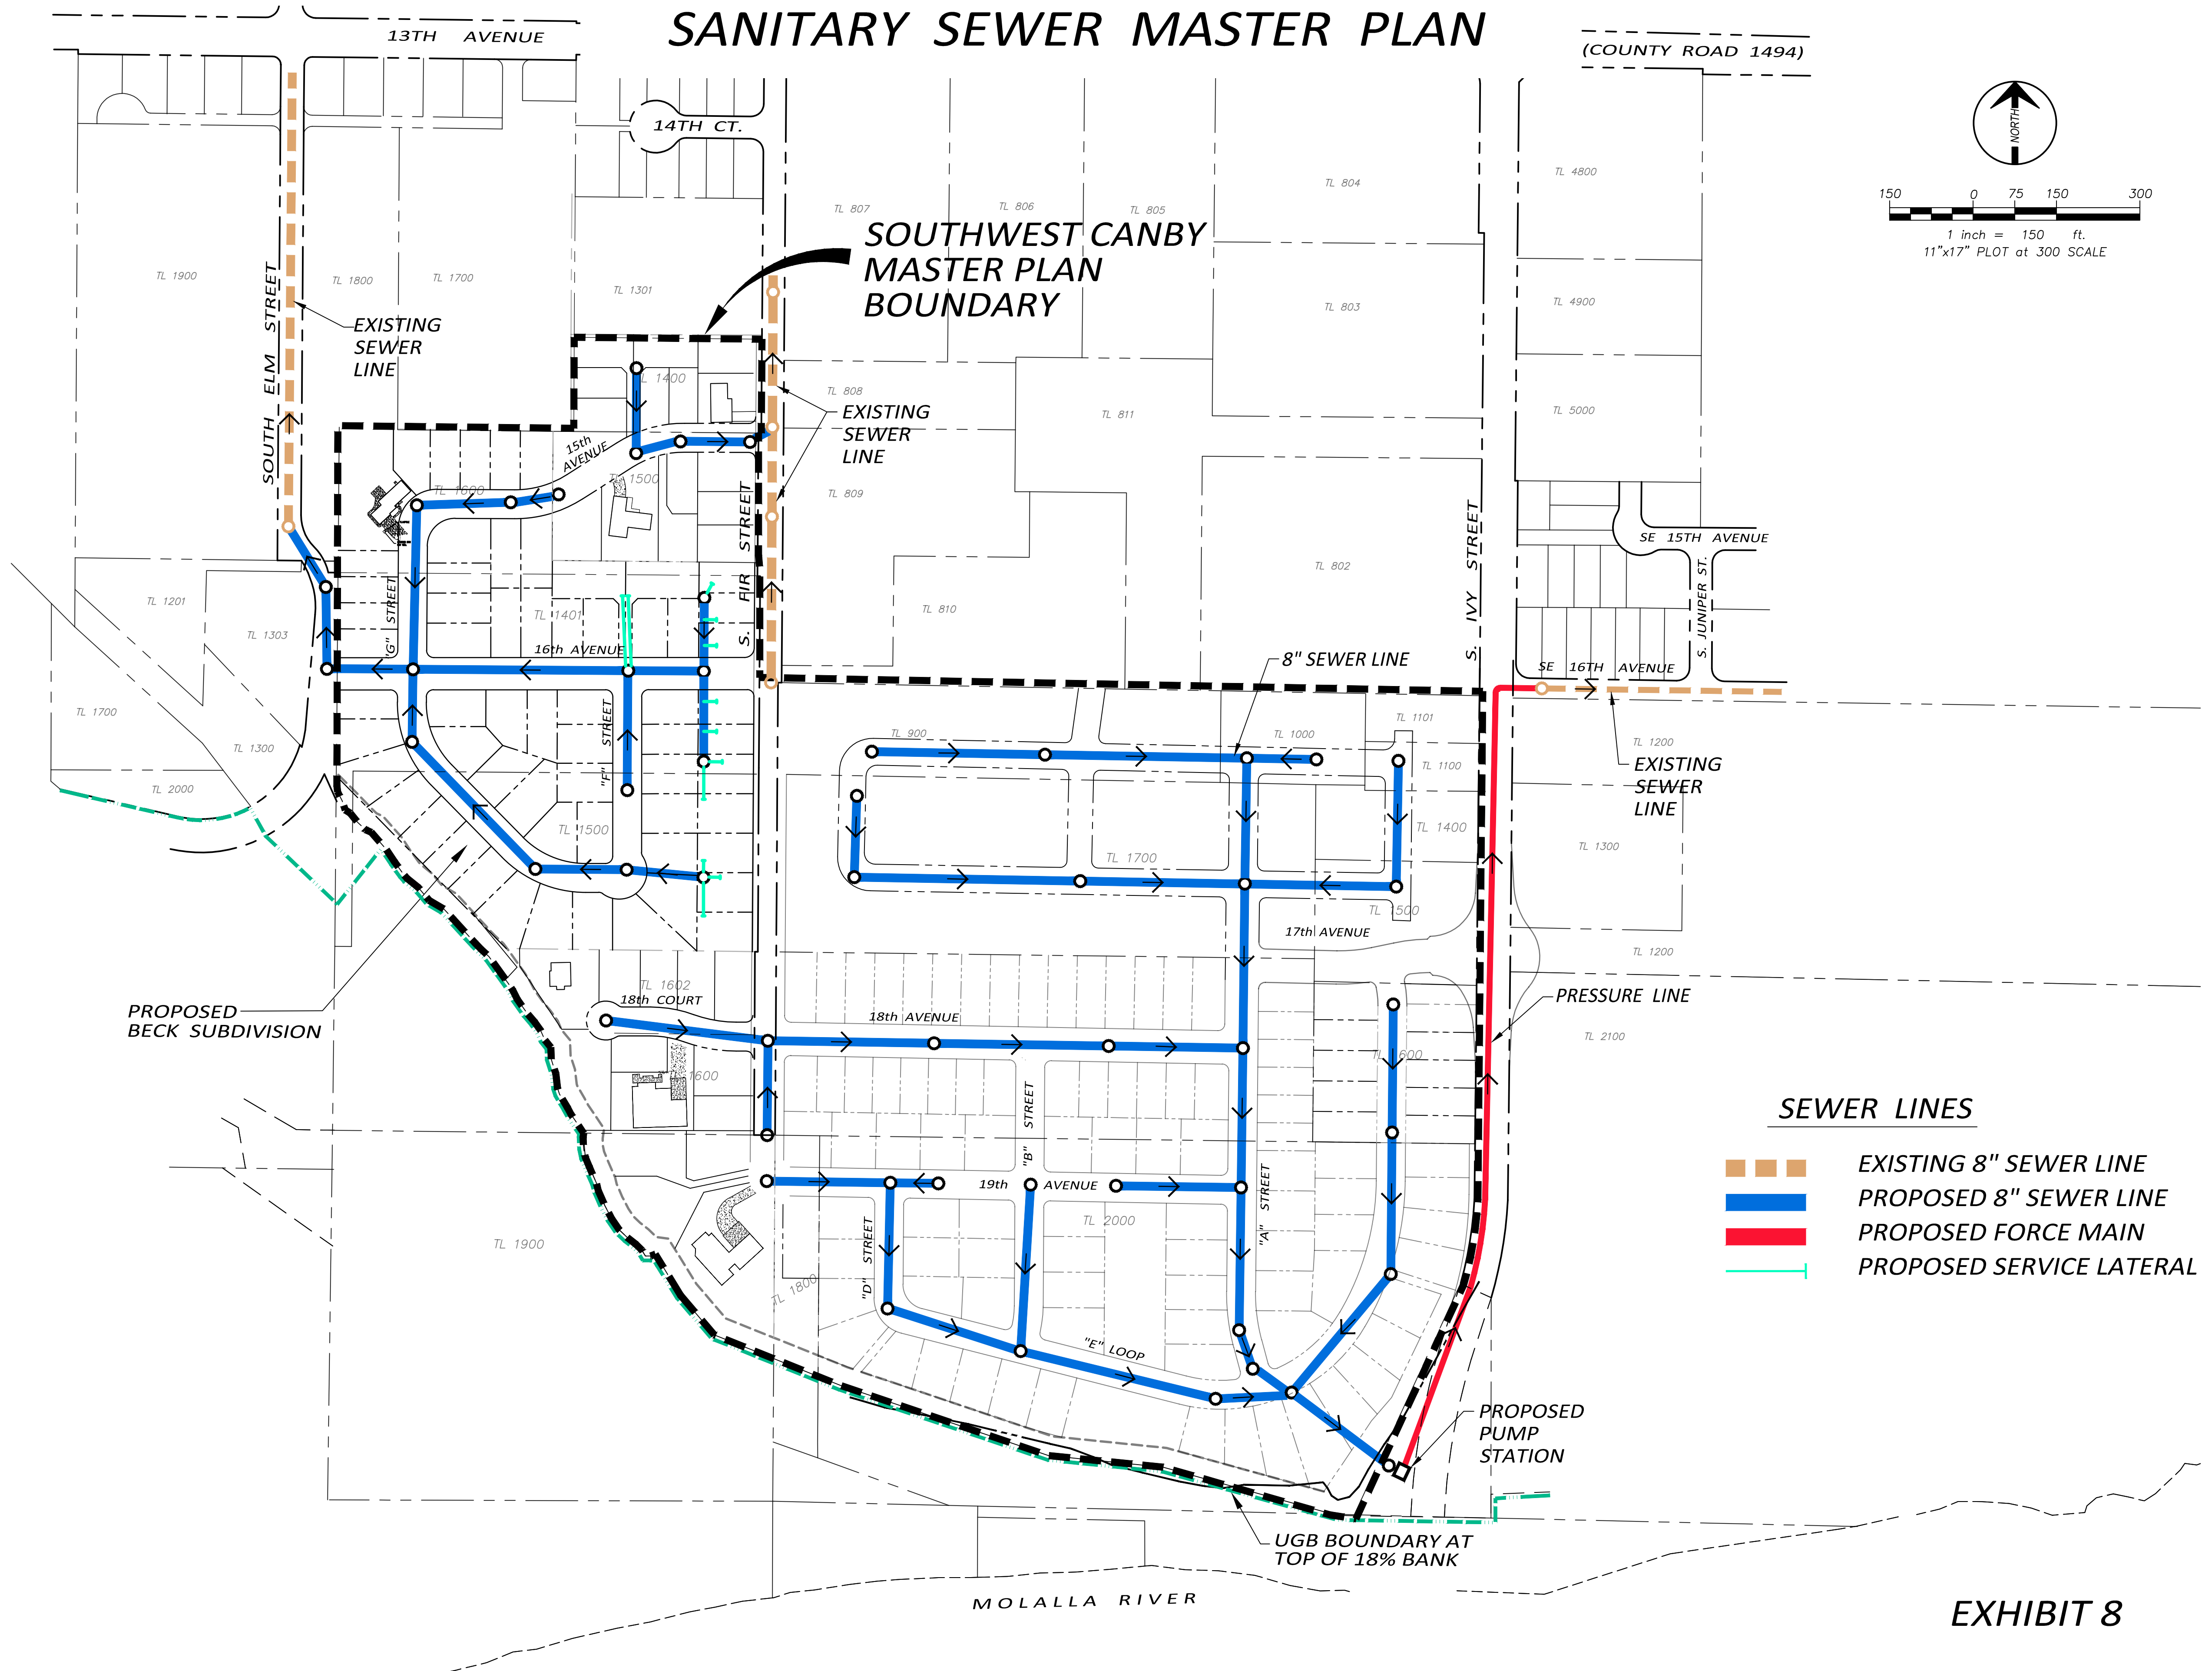 SANITARY SEWER MASTER PLAN
13TH AVENUE
(COUNTY ROAD 1494)
14TH CT.
NORTH
150 0 75 150 300
1 inch = 150 ft.
11"x17" PLOT at 300 SCALE
TL 4800
TL 804
TL 807
TL 806
TL 805
SOUTHWEST CANBY
MASTER PLAN
BOUNDARY
TL 1900
TL 1800
TL 1700
TL 1301
TL 803
TL 4900
SOUTH ELM STREET
EXISTING
SEWER
LINE
TL 1400
TL 808
EXISTING
SEWER
LINE
TL 811
TL 5000
15th
AVENUE
TL 1600
TL 1500
TL 809
S. FIR STREET
S. IVY STREET
SE 15TH AVENUE
S. JUNIPER ST.
TL 802
TL 1201
TL 1303
"G" STREET
TL 1401
TL 810
16th AVENUE
8" SEWER LINE
SE 16TH AVENUE
TL 1700
TL 1300
"F" STREET
TL 900
TL 1000
TL 1101
TL 1200
TL 1100
EXISTING
SEWER
LINE
TL 2000
TL 1500
TL 1700
TL 1400
TL 1300
TL 1500
17th AVENUE
TL 1200
TL 1602
18th COURT
PROPOSED
BECK SUBDIVISION
18th AVENUE
PRESSURE LINE
TL 2100
TL 600
1600
"B" STREET
SEWER LINES
EXISTING 8" SEWER LINE
PROPOSED 8" SEWER LINE
PROPOSED FORCE MAIN
PROPOSED SERVICE LATERAL
19th AVENUE
"A" STREET
TL 2000
TL 1900
"D" STREET
TL 1800
"E" LOOP
PROPOSED
PUMP
STATION
UGB BOUNDARY AT
TOP OF 18% BANK
MOLALLA RIVER
EXHIBIT 8